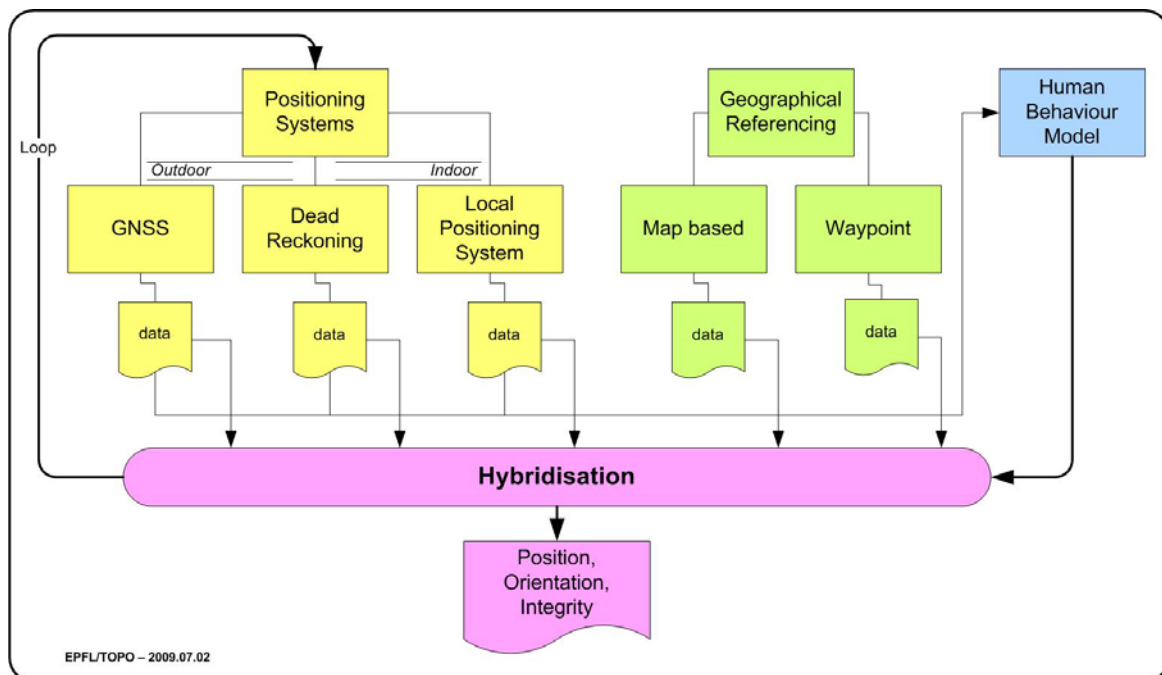 Positioning
Systems
Geographical
Referencing
Human
Behaviour
Model
Loop
Outdoor
Indoor
GNSS
Dead
Reckoning
Local
Positioning
System
Map based
Waypoint
data
data
data
data
data
Hybridisation
Position,
Orientation,
Integrity
EPFL/TOPO – 2009.07.02